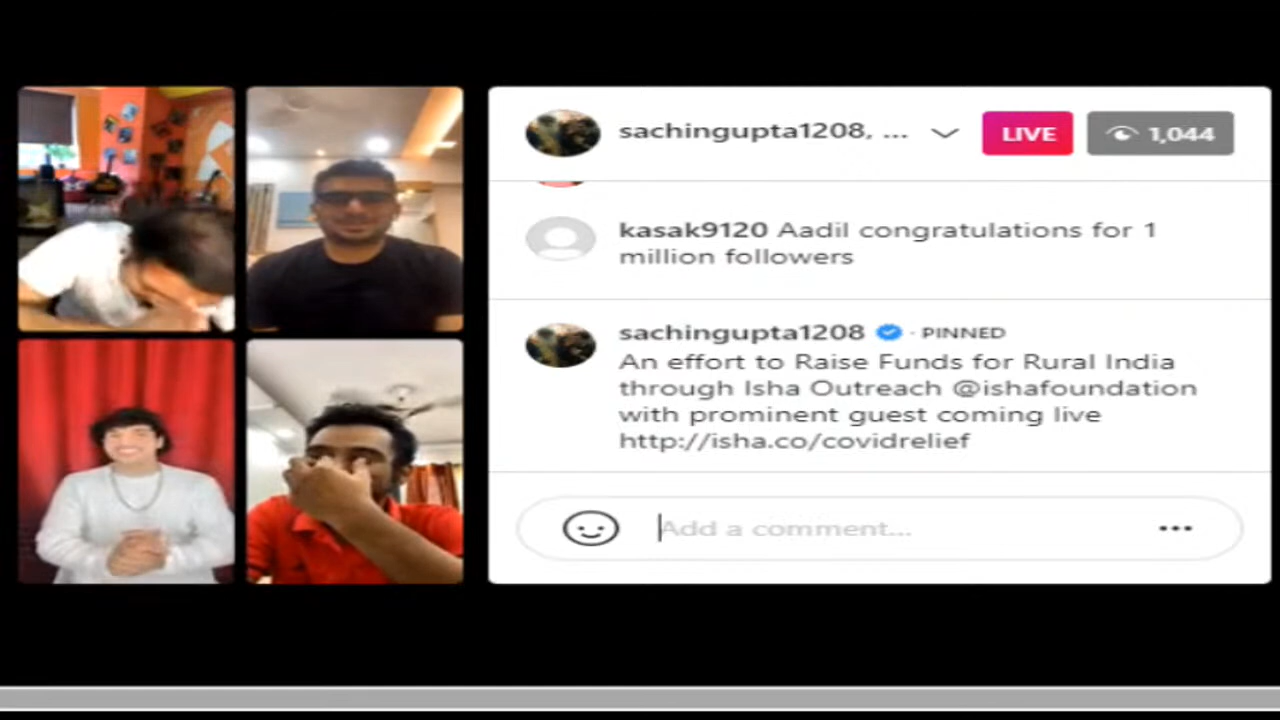 sachingupta1208, ...
LIVE
1,044
kasak9120 Aadil congratulations for 1
million followers
sachingupta1208 · PINNED
An effort to Raise Funds for Rural India
through Isha Outreach @ishafoundation
with prominent guest coming live
http://isha.co/covidrelief
Add a comment...